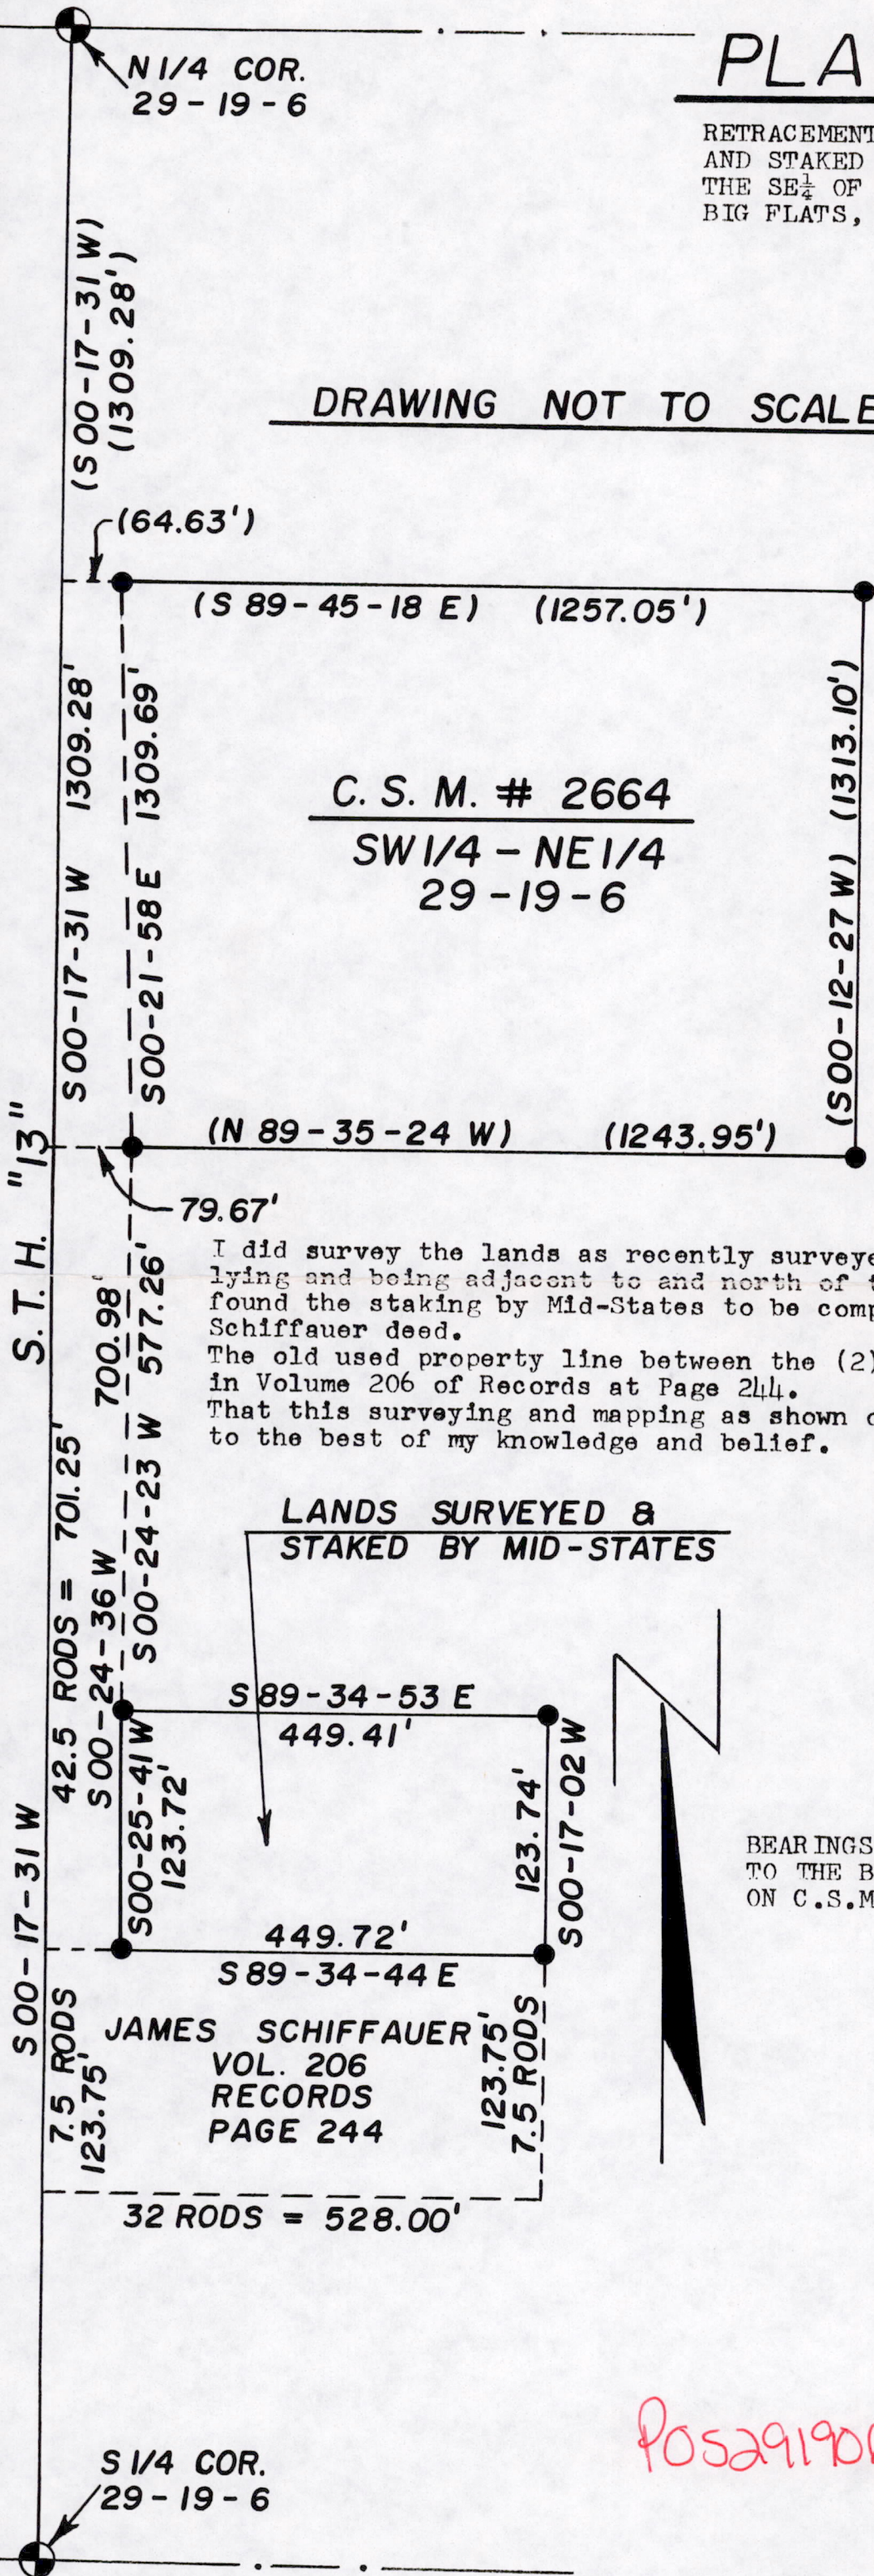 N 1/4 COR.
29-19-6
PLA
RETRACEMENT
AND STAKED
THE SE¼ OF
BIG FLATS,
(S 00-17-31 W)
(1309.28')
DRAWING NOT TO SCALE
(64.63')
(S 89-45-18 E) (1257.05')
S 00-17-31 W 1309.28'
S00-21-58 E 1309.69'
C. S. M. # 2664
SW 1/4 - NE 1/4
29-19-6
(S00-12-27 W) (1313.10')
(N 89-35-24 W) (1243.95')
S. T. H. "13"
79.67'
I did survey the lands as recently surveye
lying and being adjacent to and north of t
found the staking by Mid-States to be comp
Schiffauer deed.
The old used property line between the (2)
in Volume 206 of Records at Page 244.
That this surveying and mapping as shown o
to the best of my knowledge and belief.
42.5 RODS = 701.25'
S 00-24-36 W 700.98'
S00-24-23 W 577.26'
LANDS SURVEYED &
STAKED BY MID-STATES
S 89-34-53 E
449.41'
S00-25-41 W
123.72'
123.74'
S00-17-02 W
N
449.72'
S 89-34-44 E
BEARINGS
TO THE B
ON C.S.M
S 00-17-31 W
7.5 RODS
123.75'
JAMES SCHIFFAUER
VOL. 206
RECORDS
PAGE 244
123.75'
7.5 RODS
32 RODS = 528.00'
S 1/4 COR.
29-19-6